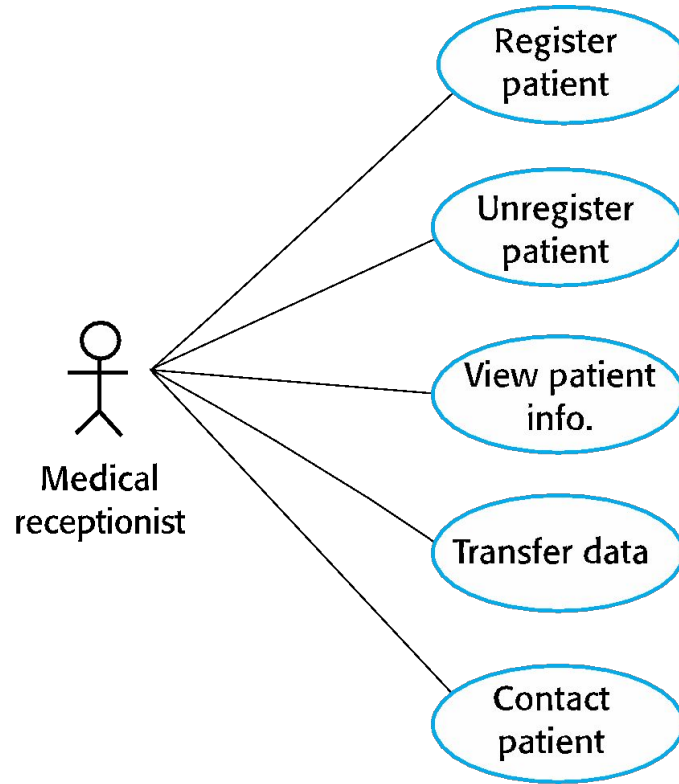 Register
patient
Unregister
patient
View patient
info.
Medical
receptionist
Transfer data
Contact
patient